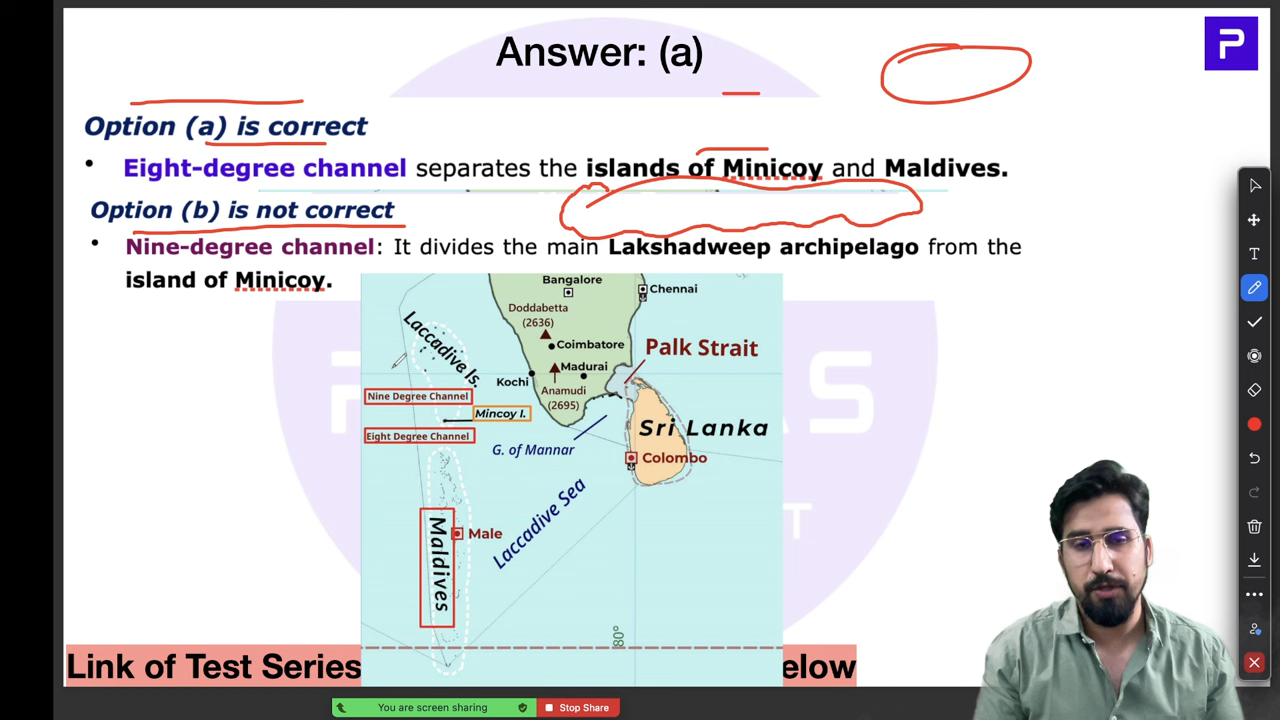 Answer: (a)
P
Option (a) is correct
• Eight-degree channel separates the islands of Minicoy and Maldives.
Option (b) is not correct
• Nine-degree channel: It divides the main Lakshadweep archipelago from the
island of Minicoy.
Bangalore
Chennai
Doddabetta
(2636)
Laccadive Is.
Coimbatore
Palk Strait
Madurai
Kochi
Anamudi
(2695)
Nine Degree Channel
Mincoy I.
Sri Lanka
Eight Degree Channel
G. of Mannar
Colombo
Laccadive Sea
Maldives
Male
80°
T
Link of Test Series
elow
You are screen sharing
Stop Share